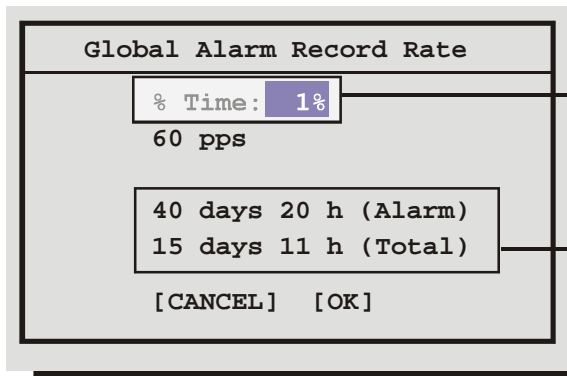 Global Alarm Record Rate
% Time: 1%
60 pps
40 days 20 h (Alarm)
15 days 11 h (Total)
[CANCEL] [OK]